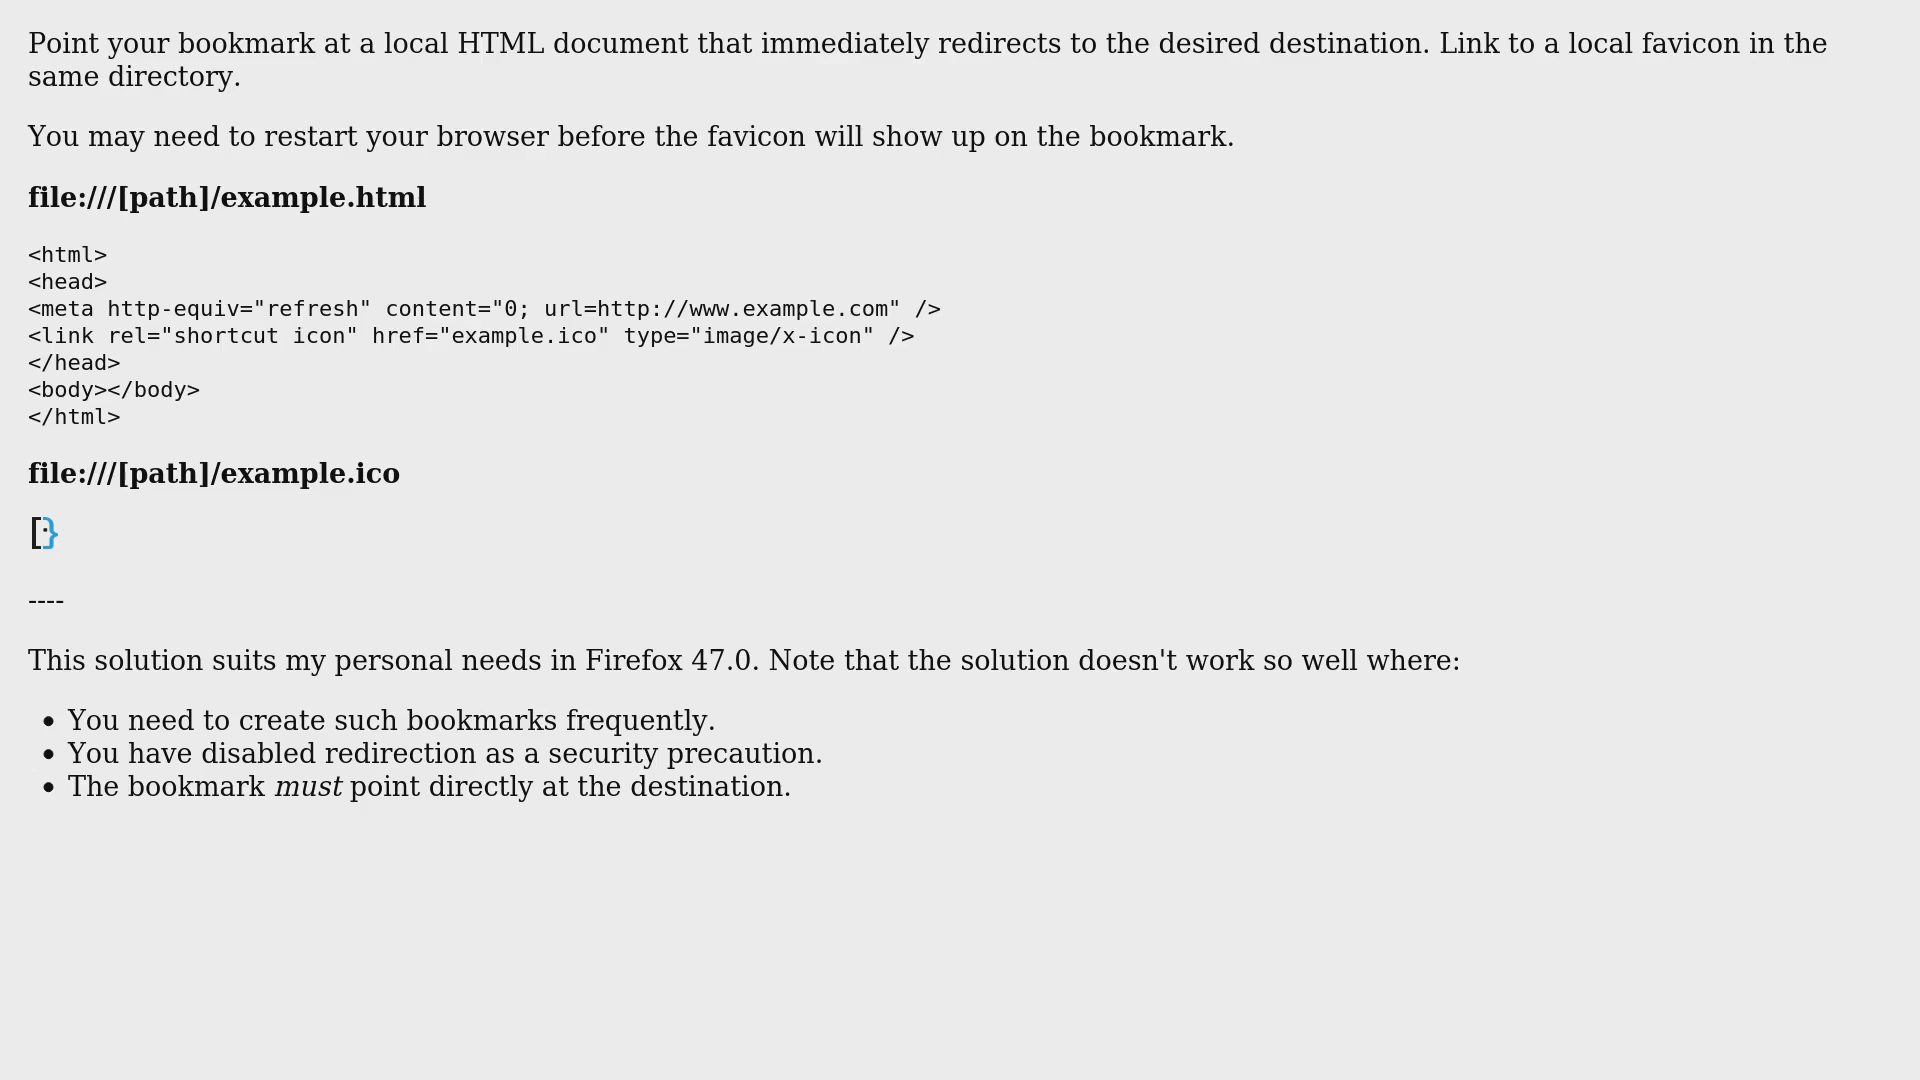 Point your bookmark at a local HTML document that immediately redirects to the desired destination. Link to a local favicon in the
same directory.
You may need to restart your browser before the favicon will show up on the bookmark.
file:///[path]/example.html
<html>
<head>
<meta http-equiv="refresh" content="0; url=http://www.example.com" />
<link rel="shortcut icon" href="example.ico" type="image/x-icon" />
</head>
<body></body>
</html>
file:///[path]/example.ico
----
This solution suits my personal needs in Firefox 47.0. Note that the solution doesn't work so well where:
• You need to create such bookmarks frequently.
• You have disabled redirection as a security precaution.
• The bookmark must point directly at the destination.